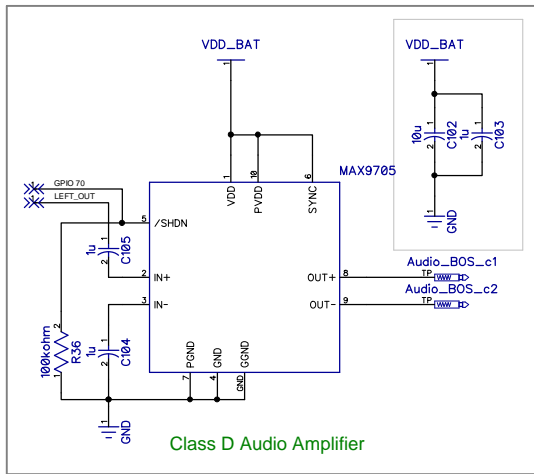 VDD_BAT
1
VDD_BAT
1
10u
1
2
C102
1u
1
2
C103
1
GND
MAX9705
1
10
6
VDD
PVDD
SYNC
1
GPIO 70
1
LEFT_OUT
5
/SHDN
1u
1
2
C105
2
IN+
3
IN-
OUT+
8
TP
Audio_BOS_c1
OUT-
9
TP
Audio_BOS_c2
100kohm
2
1
R36
1u
1
2
C104
PGND
GND
GGND
7
4
GND
1
GND
Class D Audio Amplifier